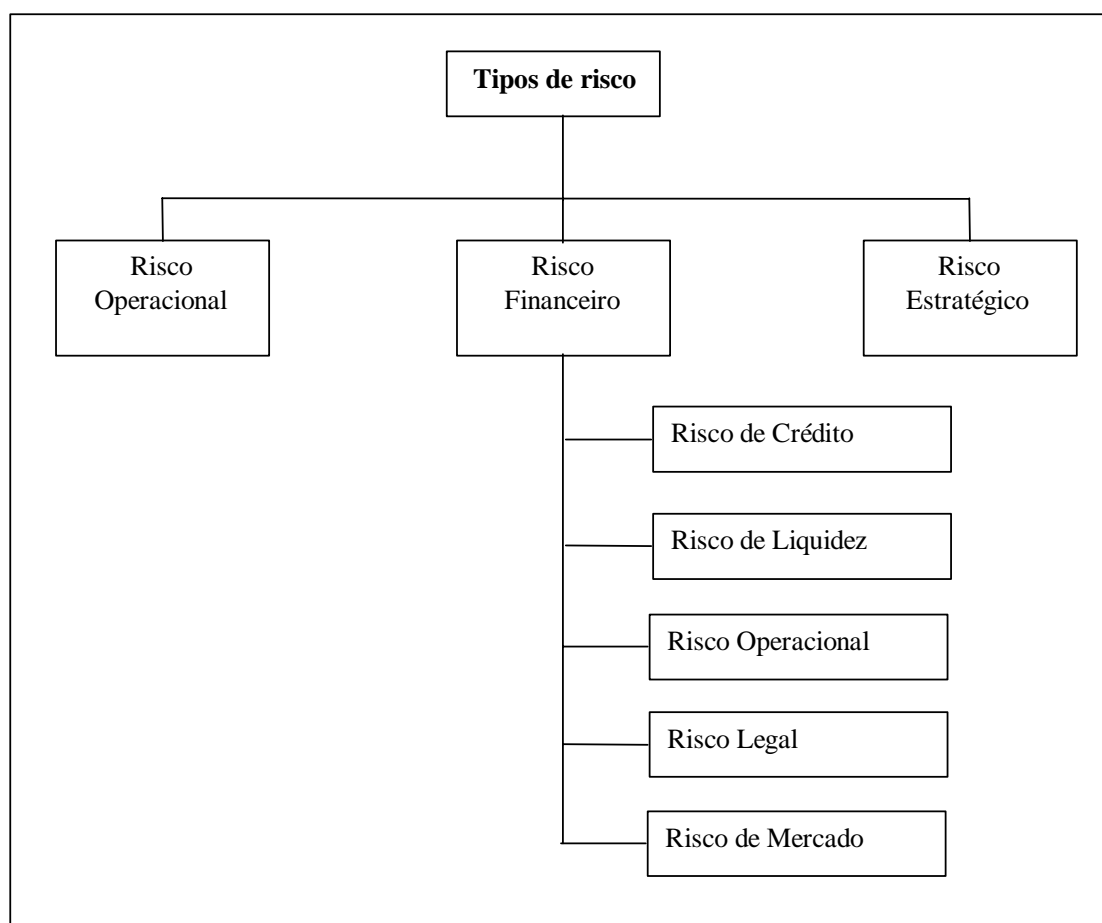 Tipos de risco
Risco
Operacional
Risco
Financeiro
Risco
Estratégico
Risco de Crédito
Risco de Liquidez
Risco Operacional
Risco Legal
Risco de Mercado